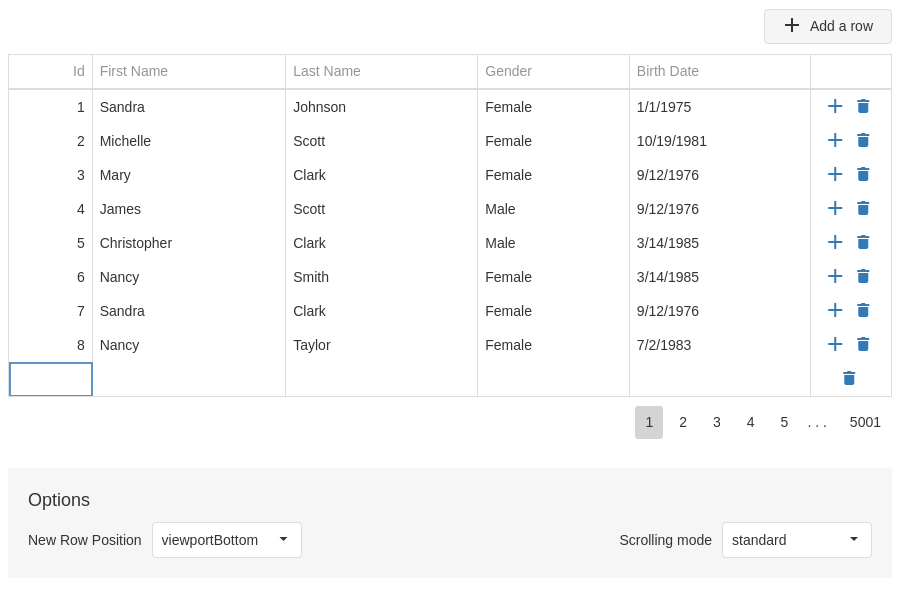 Add a row
Id First Name Last Name Gender Birth Date
1 Sandra Johnson Female 1/1/1975
2 Michelle Scott Female 10/19/1981
3 Mary Clark Female 9/12/1976
4 James Scott Male 9/12/1976
5 Christopher Clark Male 3/14/1985
6 Nancy Smith Female 3/14/1985
7 Sandra Clark Female 9/12/1976
8 Nancy Taylor Female 7/2/1983
1 2 3 4 5 . . . 5001
Options
New Row Position viewportBottom Scrolling mode standard